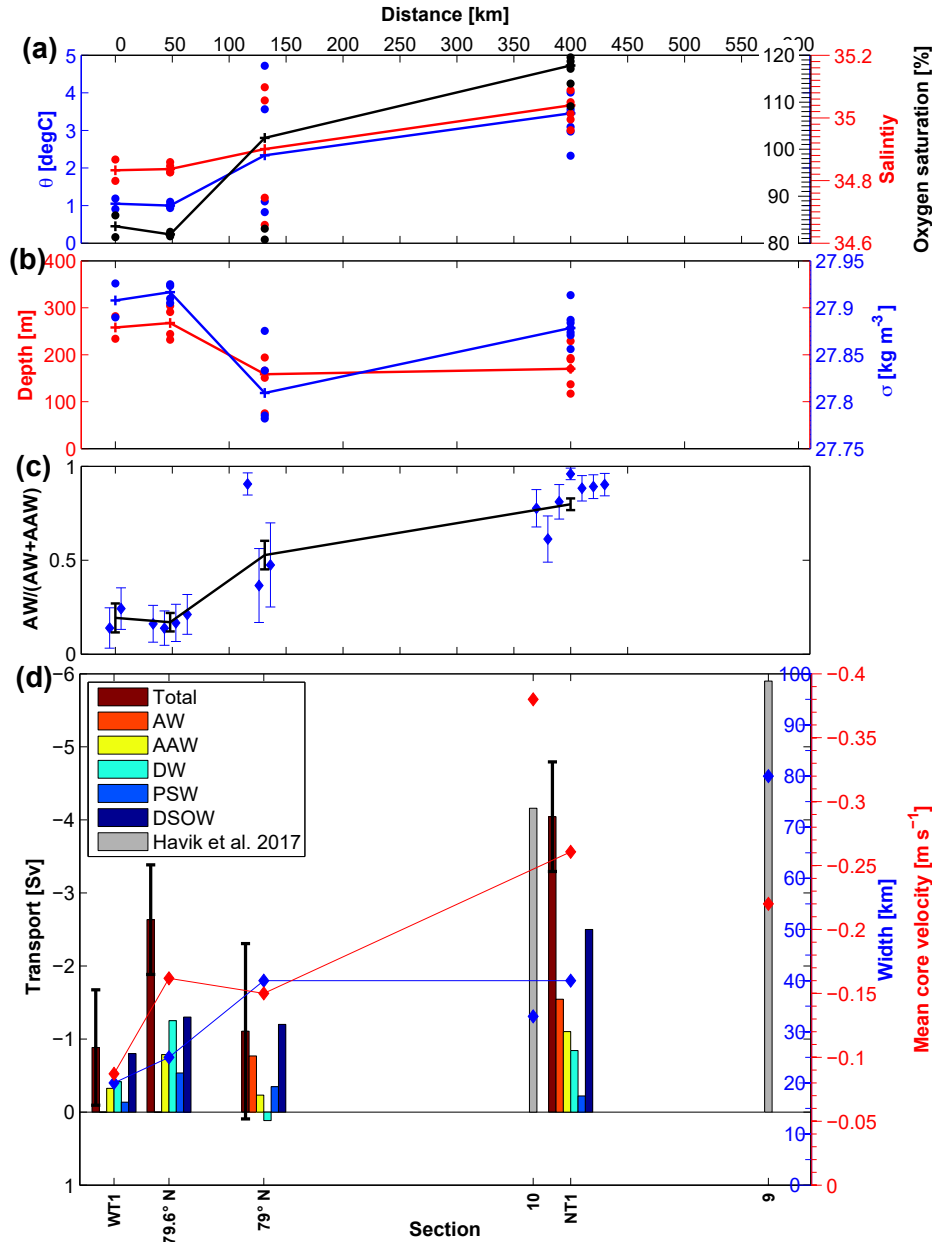 Distance [km]
0 50 100 150 200 250 300 350 400 450 500 550 600
(a)
5
4
3
2
1
0
θ [degC]
120
110
100
90
80
35.2
35
34.8
34.6
Salintiy
Oxygen saturation [%]
(b)
400
300
200
100
0
Depth [m]
27.95
27.9
27.85
27.8
27.75
σ [kg m⁻³]
(c)
1
0.5
0
AW/(AW+AAW)
(d)
−6
−5
−4
−3
−2
−1
0
1
Transport [Sv]
Total
AW
AAW
DW
PSW
DSOW
Havik et al. 2017
100
90
80
70
60
50
40
30
20
10
0
Width [km]
−0.4
−0.35
−0.3
−0.25
−0.2
−0.15
−0.1
−0.05
0
Mean core velocity [m s⁻¹]
WT1
79.6° N
79° N
10
NT1
9
Section